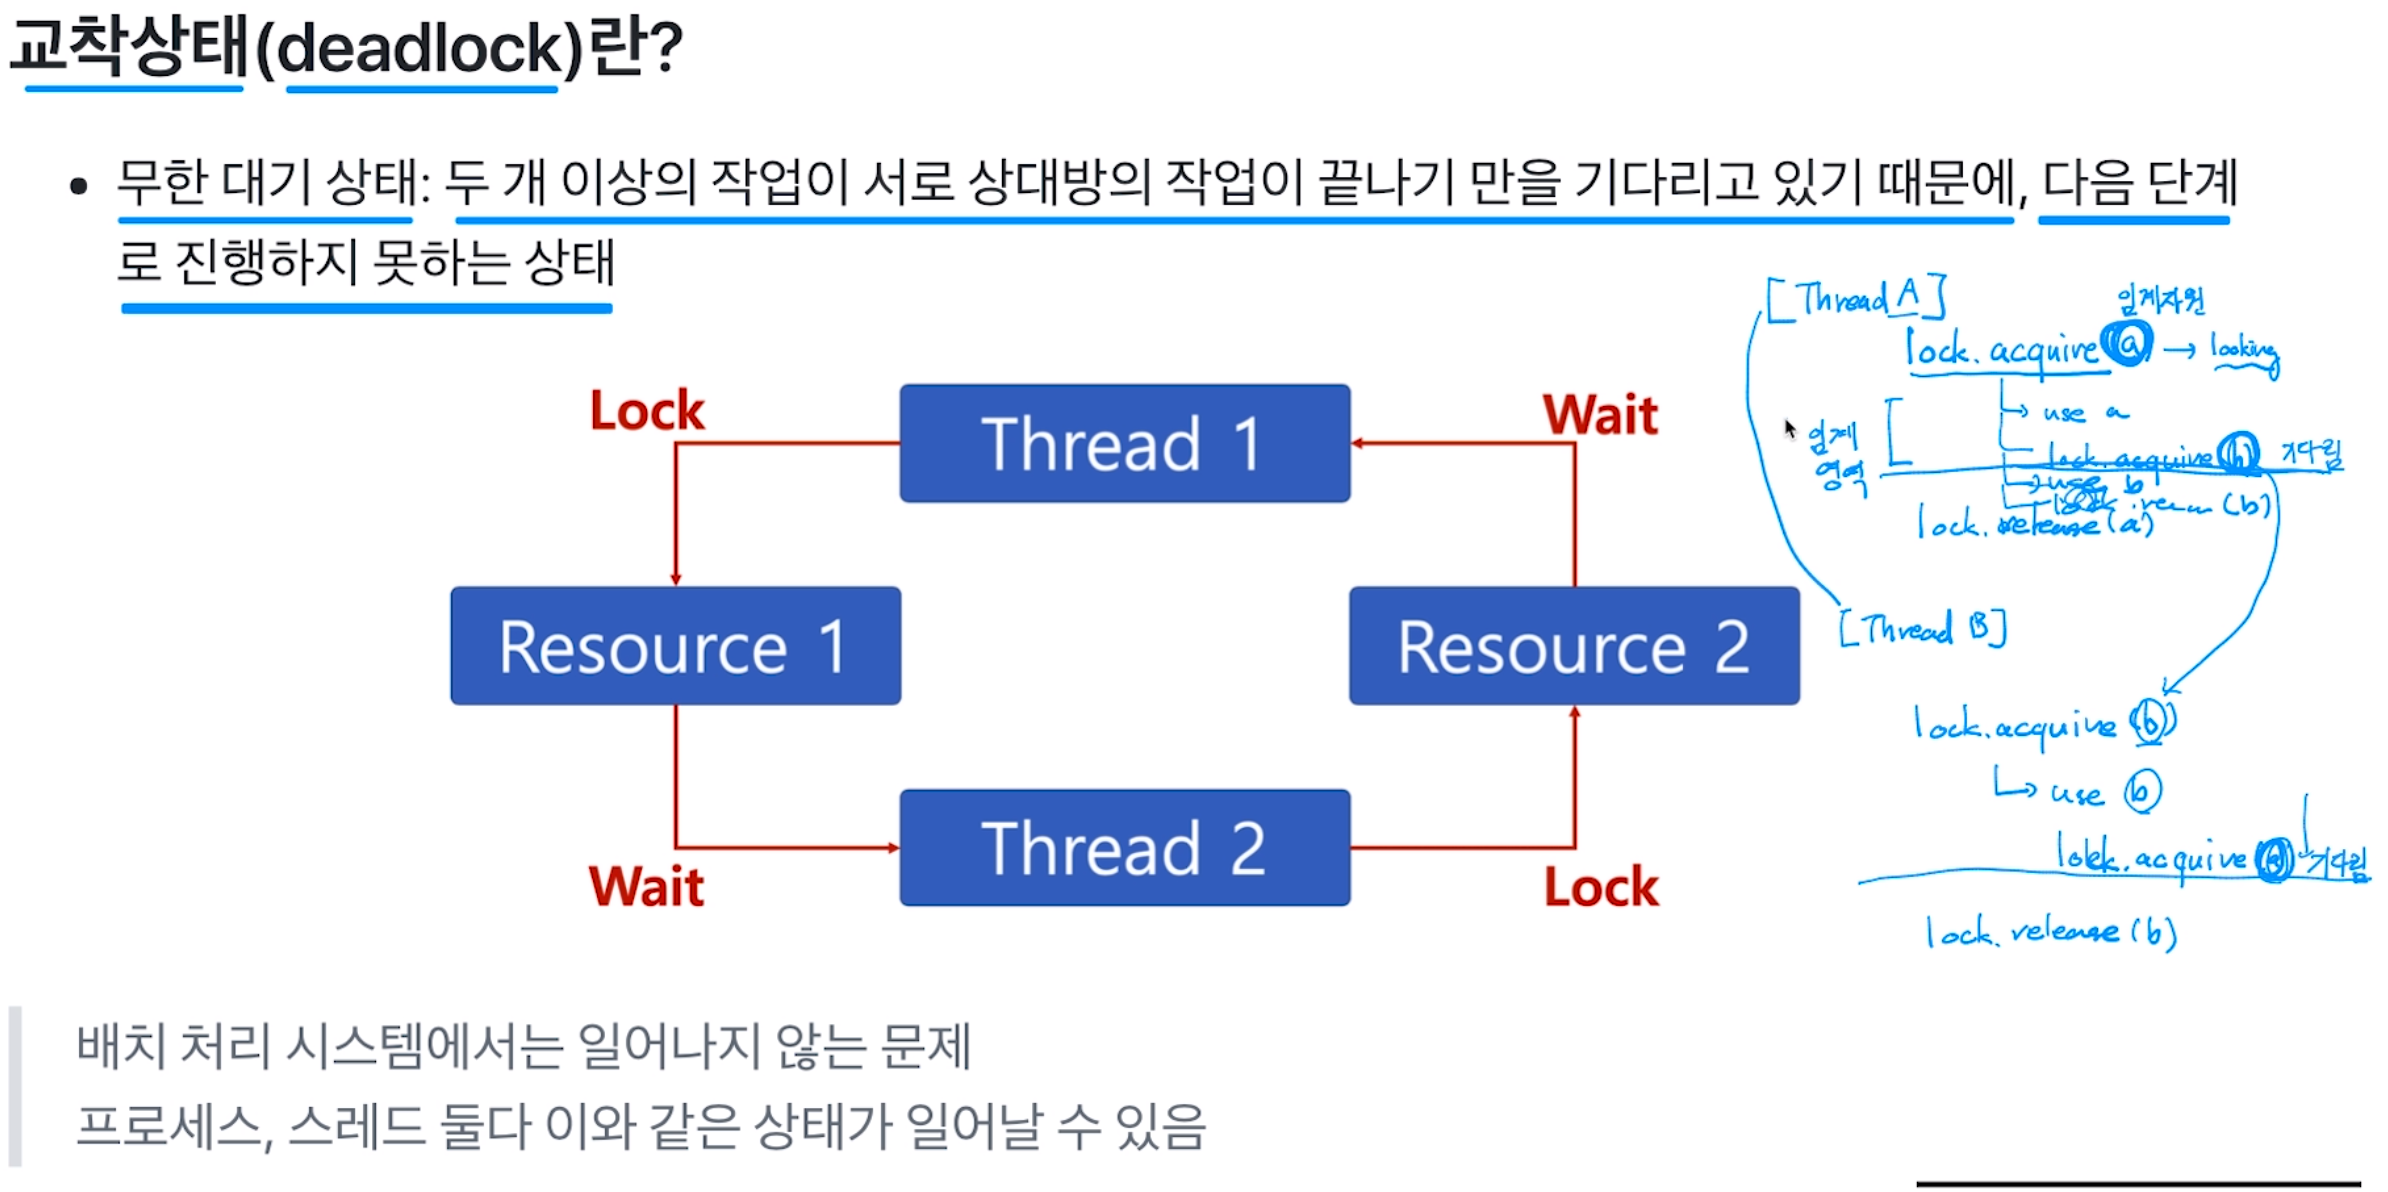 교착상태(deadlock)란?
• 무한 대기 상태: 두 개 이상의 작업이 서로 상대방의 작업이 끝나기 만을 기다리고 있기 때문에, 다음 단계
로 진행하지 못하는 상태
[Thread A]
임계자원
lock. acquire (a) → looking
use a
임계
영역
lock. acquire (b) 기다림
use b
(b)
lock. release (a)
Lock
Thread 1
Wait
Resource 1
Resource 2
[Thread B]
lock. acquire (b)
use b
Wait
Thread 2
Lock
lock. acquire (a) 기다림
lock. release (b)
배치 처리 시스템에서는 일어나지 않는 문제
프로세스, 스레드 둘다 이와 같은 상태가 일어날 수 있음